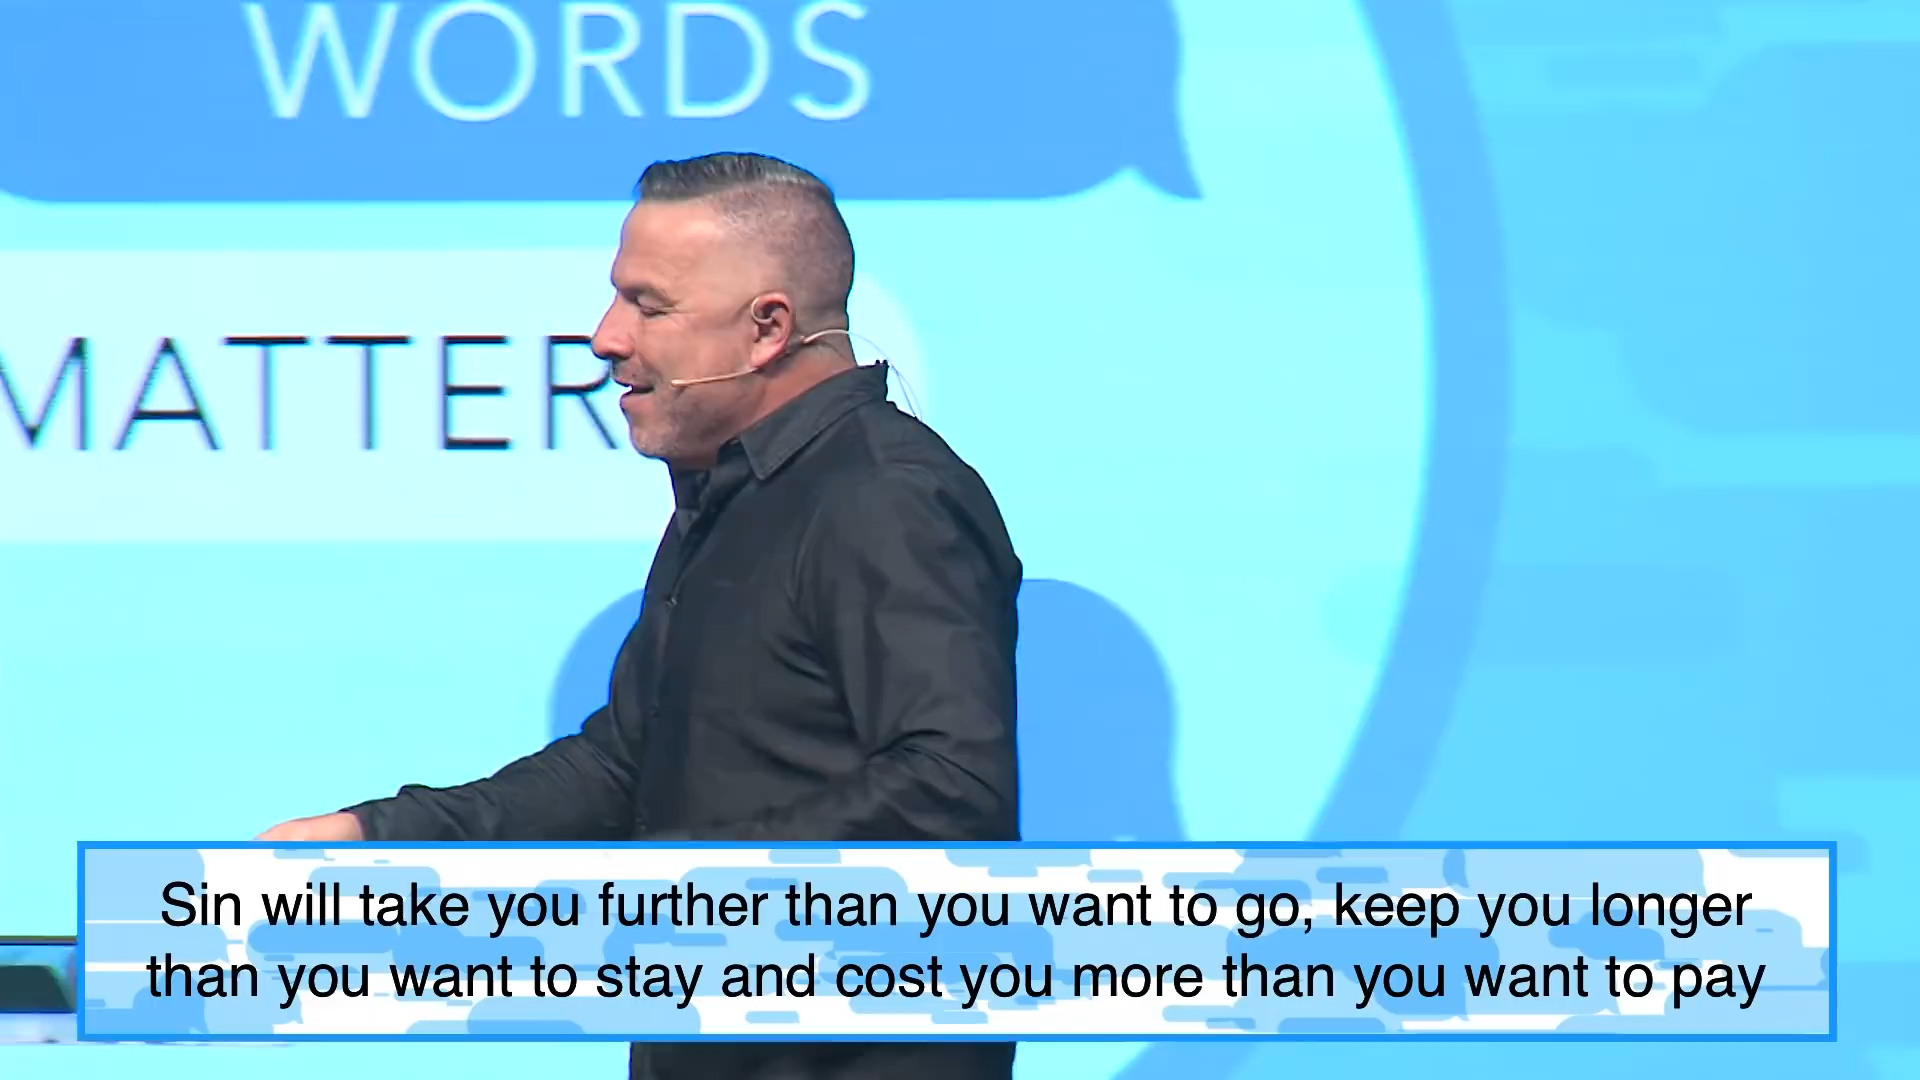 WORDS
MATTER
Sin will take you further than you want to go, keep you longer
than you want to stay and cost you more than you want to pay